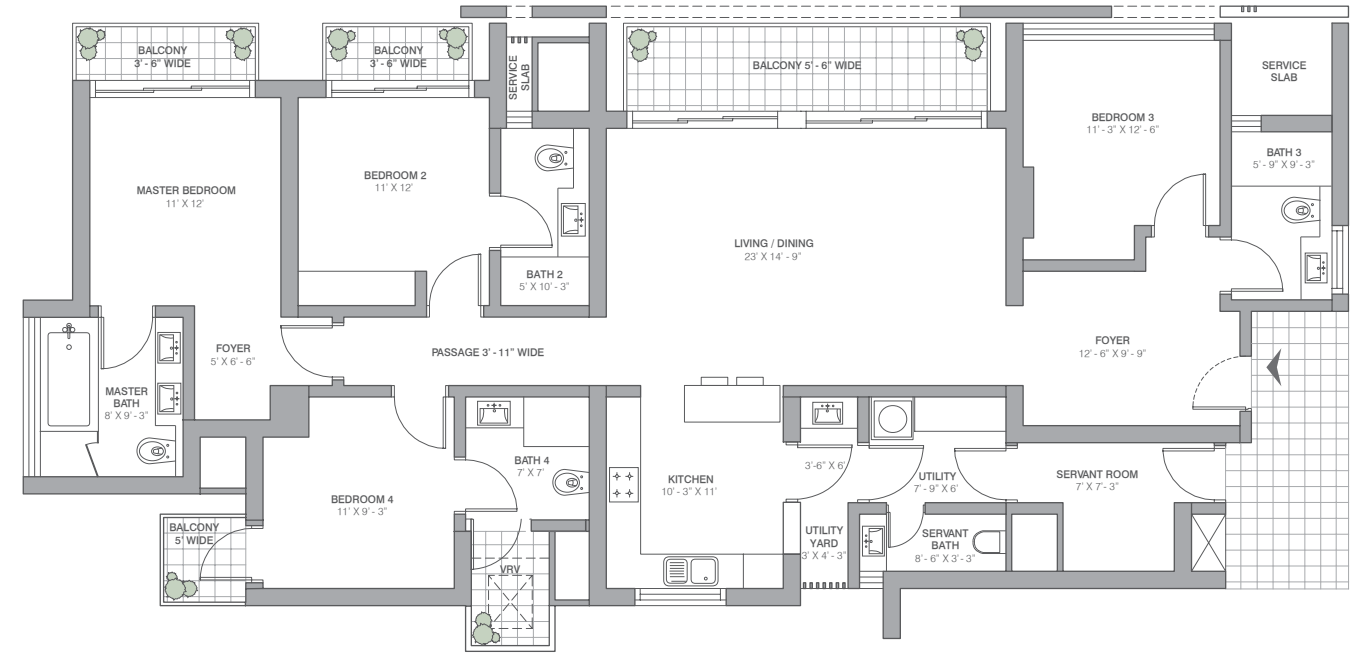 BALCONY
3' - 6" WIDE
BALCONY
3' - 6" WIDE
SERVICE
SLAB
BALCONY 5' - 6" WIDE
SERVICE
SLAB
BEDROOM 3
11' - 3" X 12' - 6"
BATH 3
5' - 9" X 9' - 3"
MASTER BEDROOM
11' X 12'
BEDROOM 2
11' X 12'
LIVING / DINING
23' X 14' - 9"
BATH 2
5' X 10' - 3"
FOYER
5' X 6' - 6"
PASSAGE 3' - 11" WIDE
FOYER
12' - 6" X 9' - 9"
MASTER
BATH
8' X 9' - 3"
BATH 4
7' X 7'
KITCHEN
10' - 3" X 11'
3'-6" X 6'
UTILITY
7' - 9" X 6'
SERVANT ROOM
7' X 7' - 3"
BEDROOM 4
11' X 9' - 3"
BALCONY
5' WIDE
UTILITY
YARD
3' X 4' - 3"
SERVANT
BATH
8' - 6" X 3' - 3"
VRV